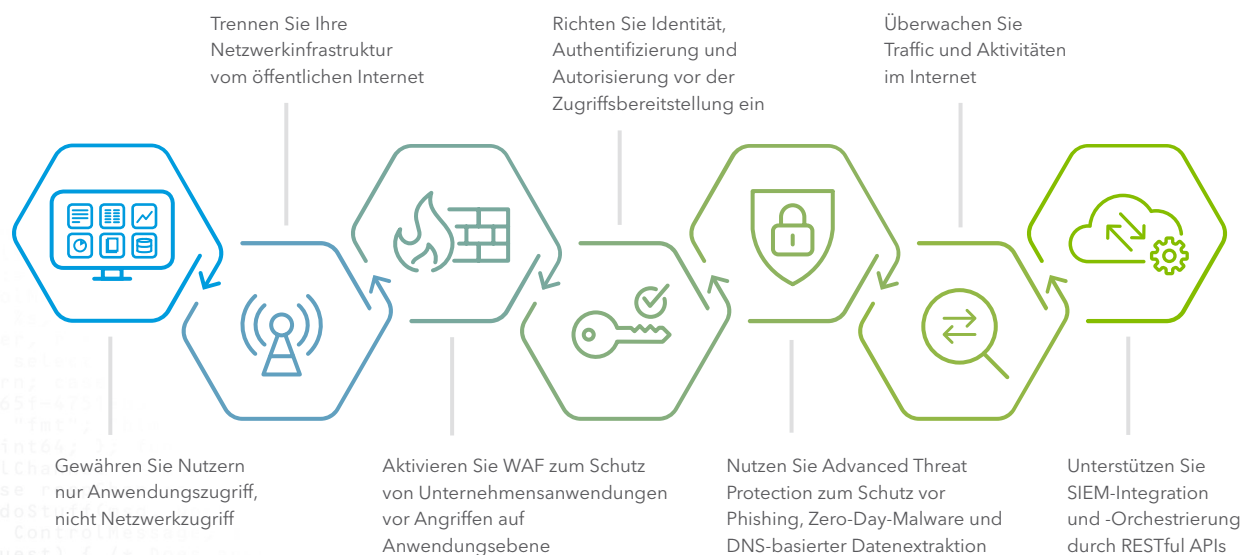 Trennen Sie Ihre
Netzwerkinfrastruktur
vom öffentlichen Internet
Richten Sie Identität,
Authentifizierung und
Autorisierung vor der
Zugriffsbereitstellung ein
Überwachen Sie
Traffic und Aktivitäten
im Internet
Gewähren Sie Nutzern
nur Anwendungszugriff,
nicht Netzwerkzugriff
Aktivieren Sie WAF zum Schutz
von Unternehmensanwendungen
vor Angriffen auf
Anwendungsebene
Nutzen Sie Advanced Threat
Protection zum Schutz vor
Phishing, Zero-Day-Malware und
DNS-basierter Datenextraktion
Unterstützen Sie
SIEM-Integration
und -Orchestrierung
durch RESTful APIs